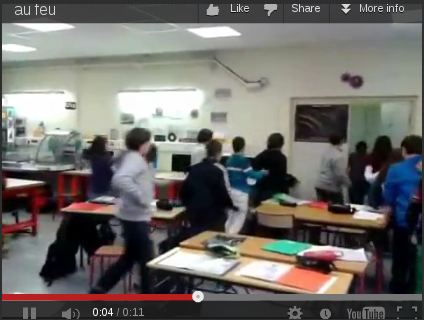 au feu
Like Share More info
0:04 / 0:11 YouTube